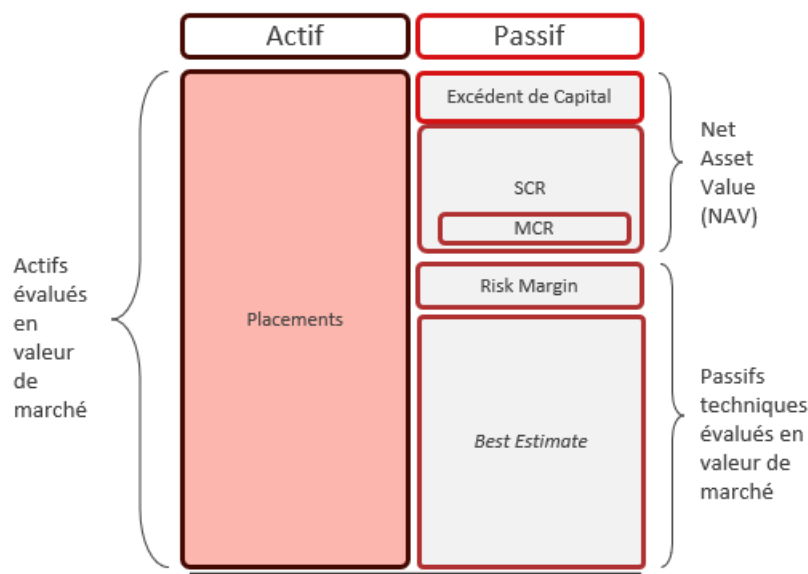 Actif
Passif
Actifs
évalués
en
valeur
de
marché
Placements
Excédent de Capital
SCR
MCR
Risk Margin
Best Estimate
Net
Asset
Value
(NAV)
Passifs
techniques
évalués en
valeur de
marché